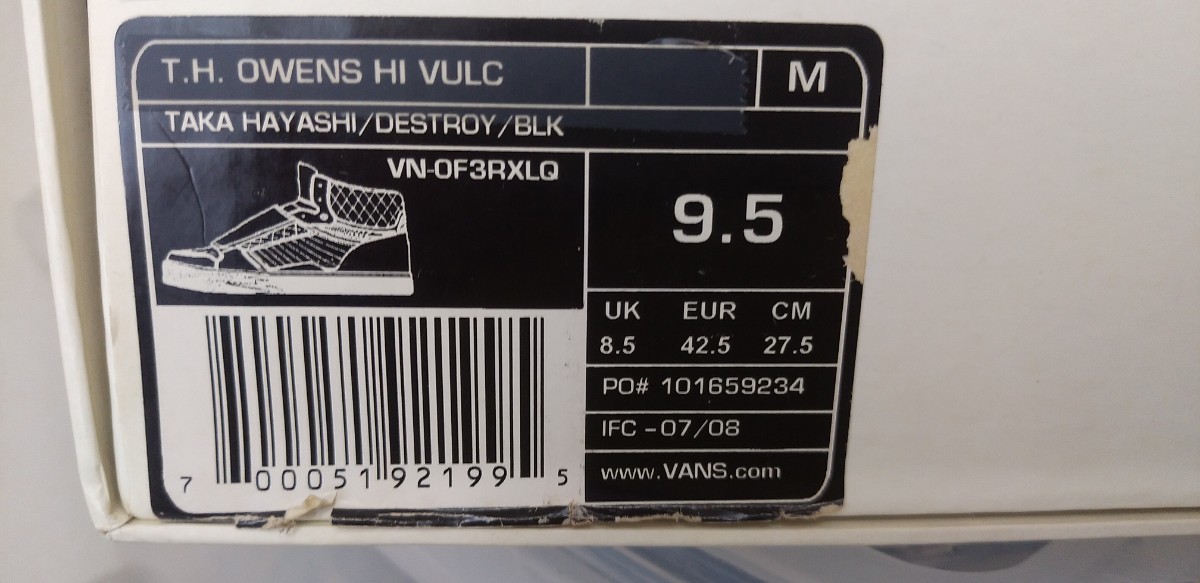 T.H. OWENS HI VULC
M
TAKA HAYASHI/DESTROY/BLK
VN-0F3RXLQ
9.5
UK EUR CM
8.5 42.5 27.5
PO# 101659234
IFC - 07/08
www.VANS.com
7 00051 92199 5